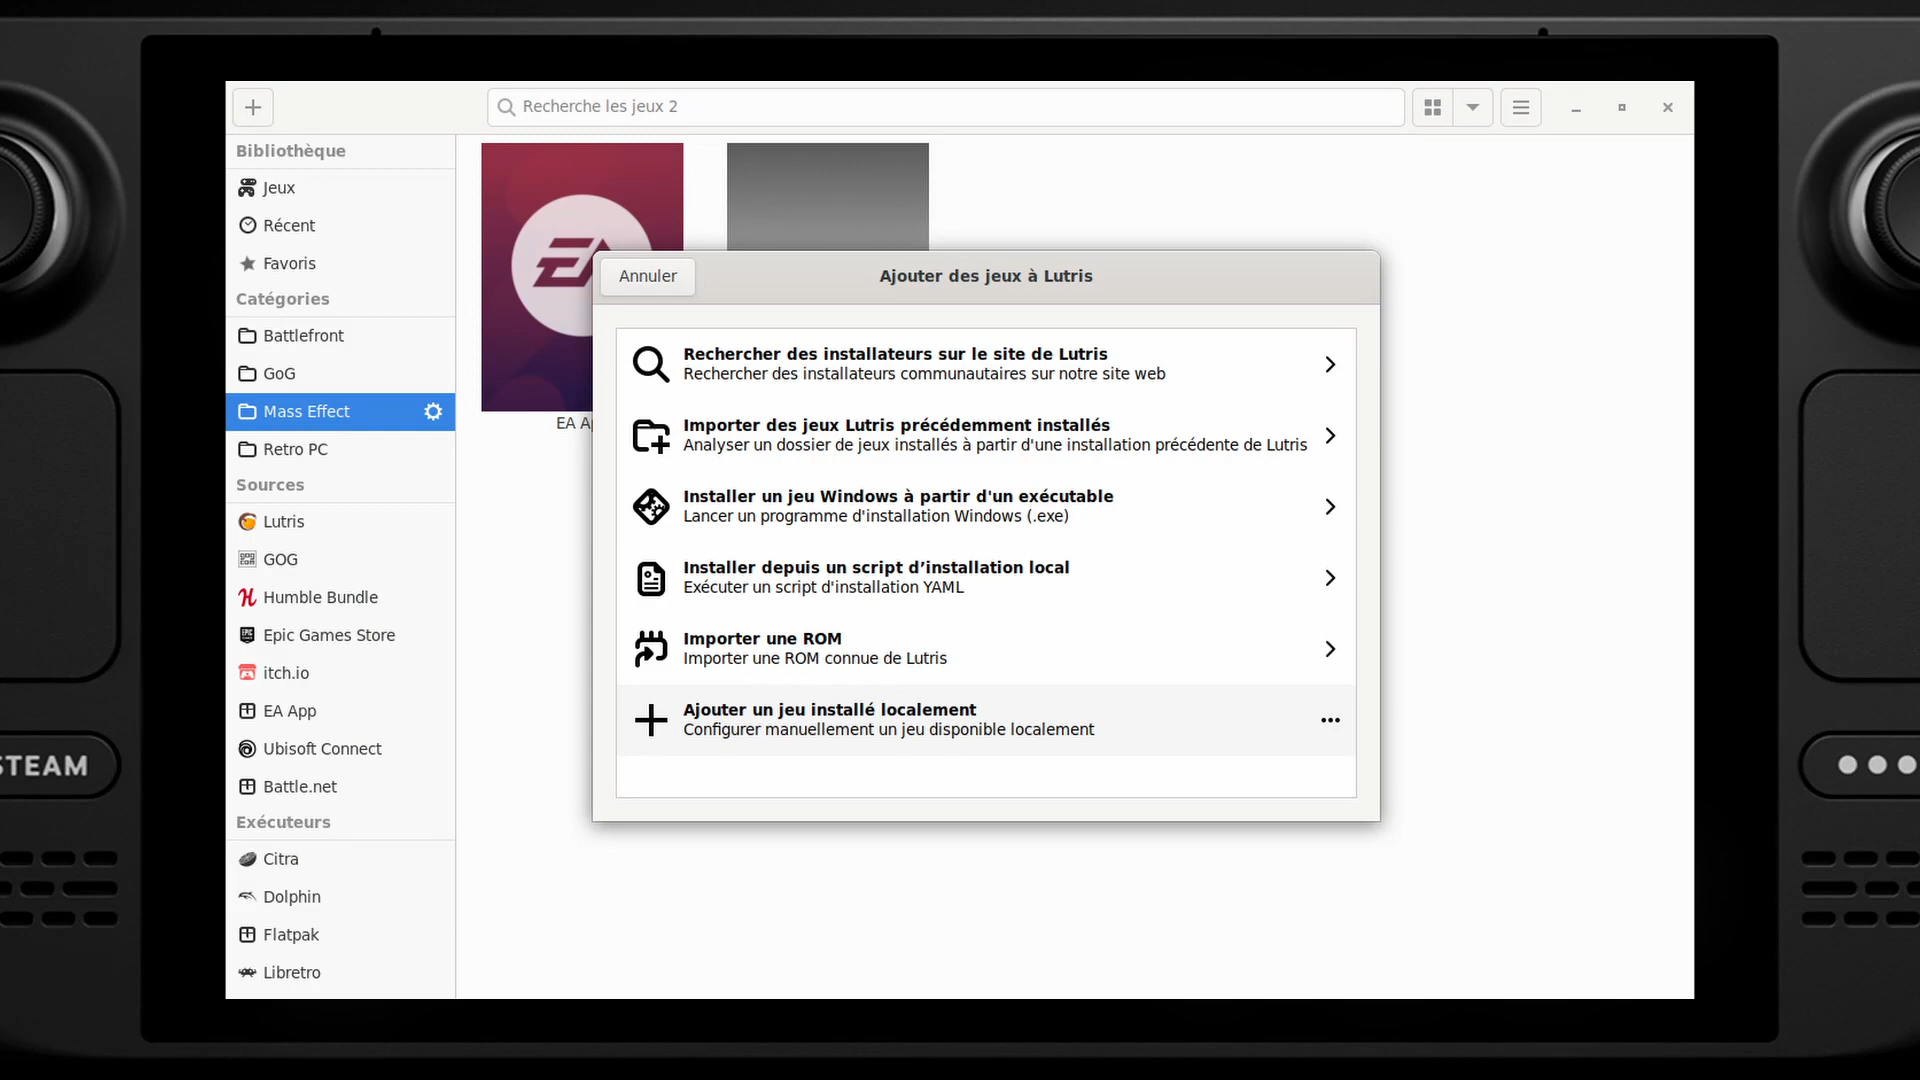 Recherche les jeux 2
Bibliothèque
Jeux
Récent
Favoris
Catégories
Battlefront
GoG
Mass Effect
Retro PC
Sources
Lutris
GOG
Humble Bundle
Epic Games Store
itch.io
EA App
Ubisoft Connect
Battle.net
Exécuteurs
Citra
Dolphin
Flatpak
Libretro
EA
EA A
Annuler
Ajouter des jeux à Lutris
Rechercher des installateurs sur le site de Lutris
Rechercher des installateurs communautaires sur notre site web
Importer des jeux Lutris précédemment installés
Analyser un dossier de jeux installés à partir d'une installation précédente de Lutris
Installer un jeu Windows à partir d'un exécutable
Lancer un programme d'installation Windows (.exe)
Installer depuis un script d’installation local
Exécuter un script d'installation YAML
Importer une ROM
Importer une ROM connue de Lutris
Ajouter un jeu installé localement
Configurer manuellement un jeu disponible localement
STEAM